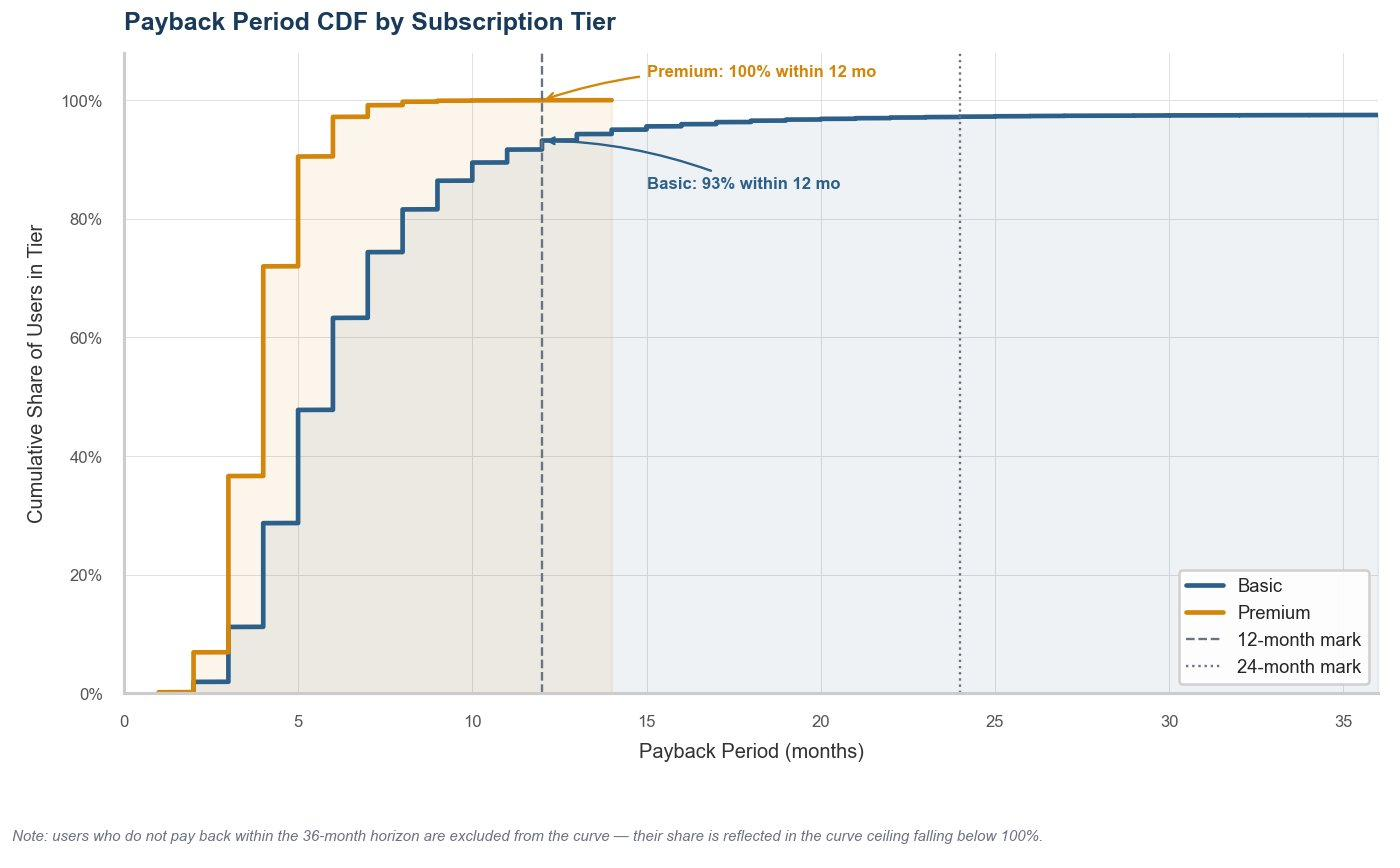 Payback Period CDF by Subscription Tier
Premium: 100% within 12 mo
Basic: 93% within 12 mo
Cumulative Share of Users in Tier
100%
80%
60%
40%
20%
0%
0 5 10 15 20 25 30 35
Payback Period (months)
Basic
Premium
12-month mark
24-month mark
Note: users who do not pay back within the 36-month horizon are excluded from the curve — their share is reflected in the curve ceiling falling below 100%.